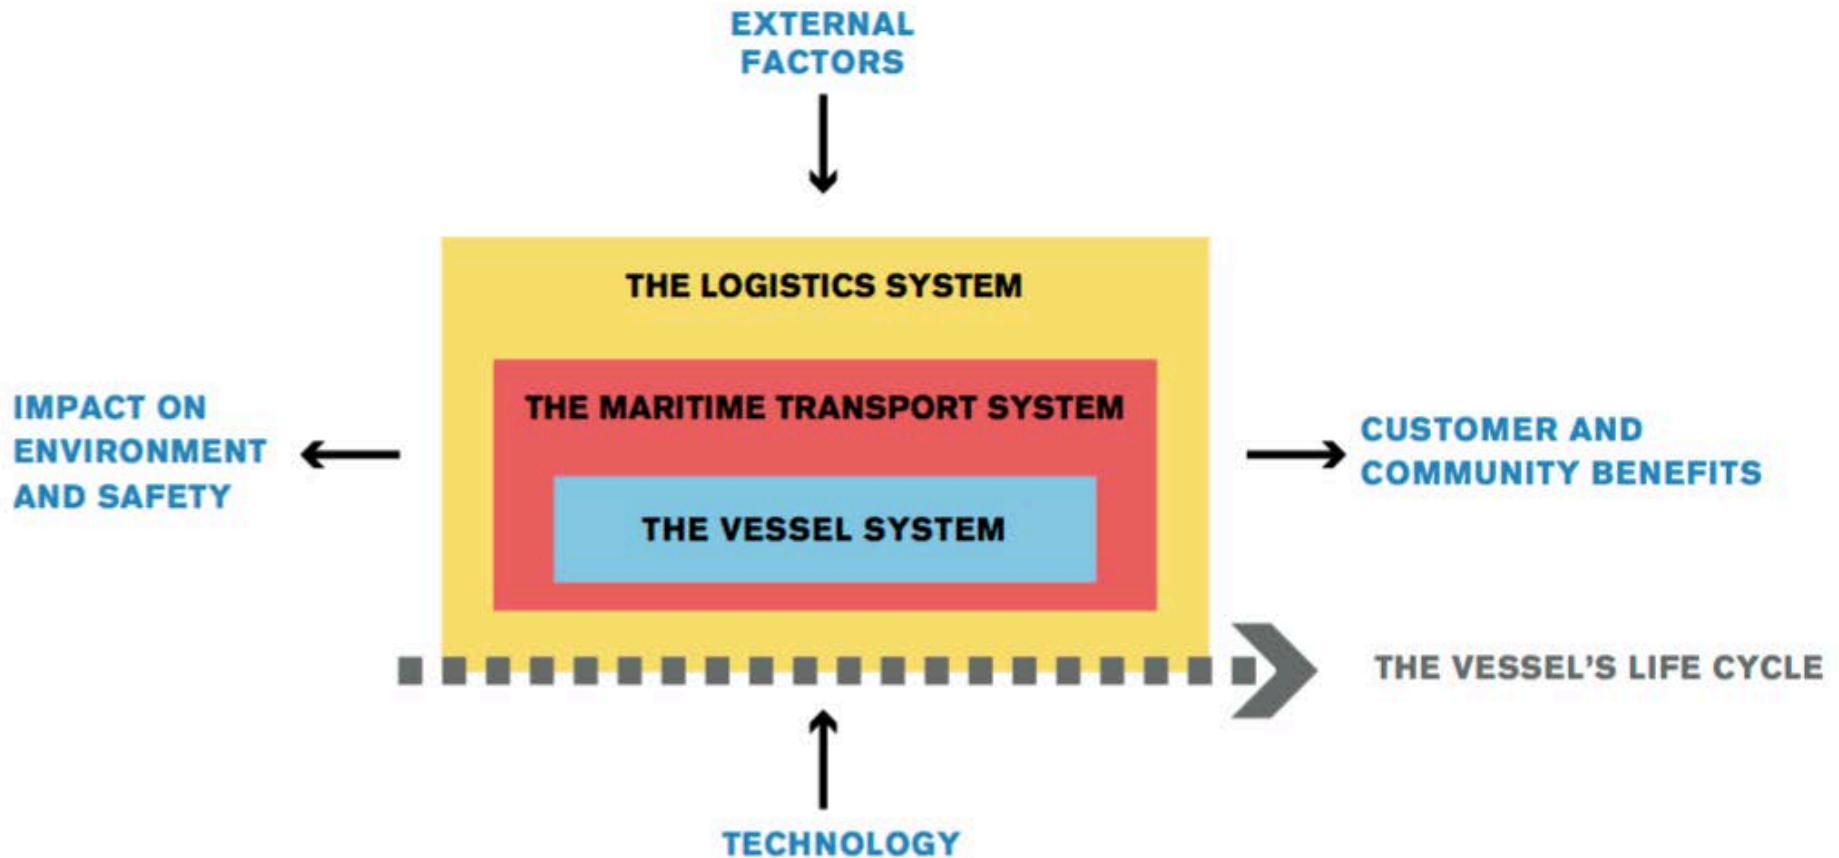 EXTERNAL
FACTORS
THE LOGISTICS SYSTEM
THE MARITIME TRANSPORT SYSTEM
THE VESSEL SYSTEM
IMPACT ON
ENVIRONMENT
AND SAFETY
CUSTOMER AND
COMMUNITY BENEFITS
THE VESSEL'S LIFE CYCLE
TECHNOLOGY